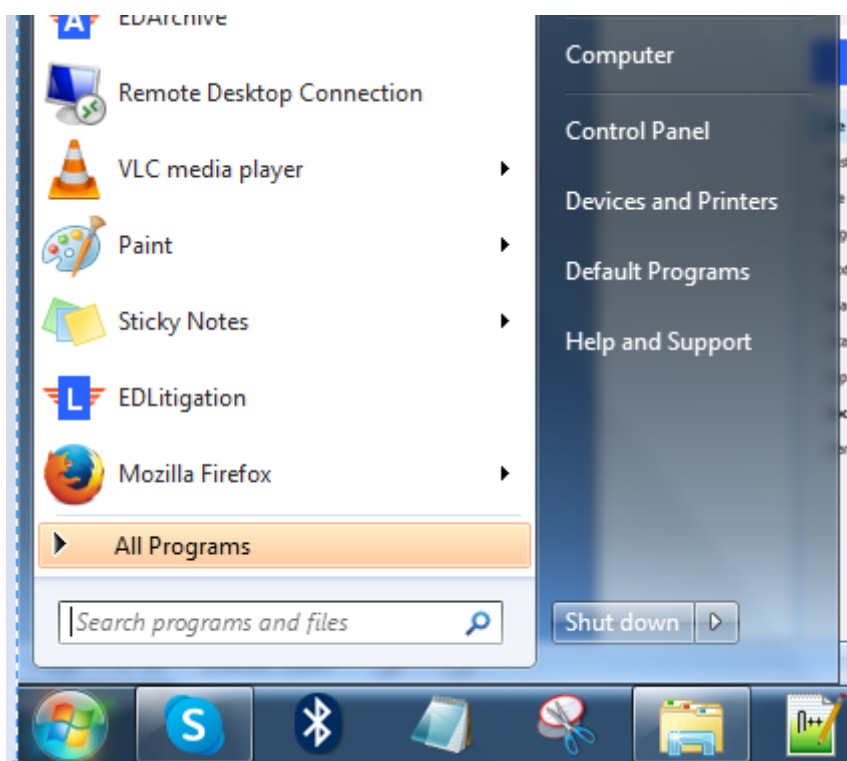 EDArchive
Remote Desktop Connection
VLC media player
Paint
Sticky Notes
L
EDLitigation
Mozilla Firefox
All Programs
Search programs and files
Computer
Control Panel
Devices and Printers
Default Programs
Help and Support
Shut down
S
n++